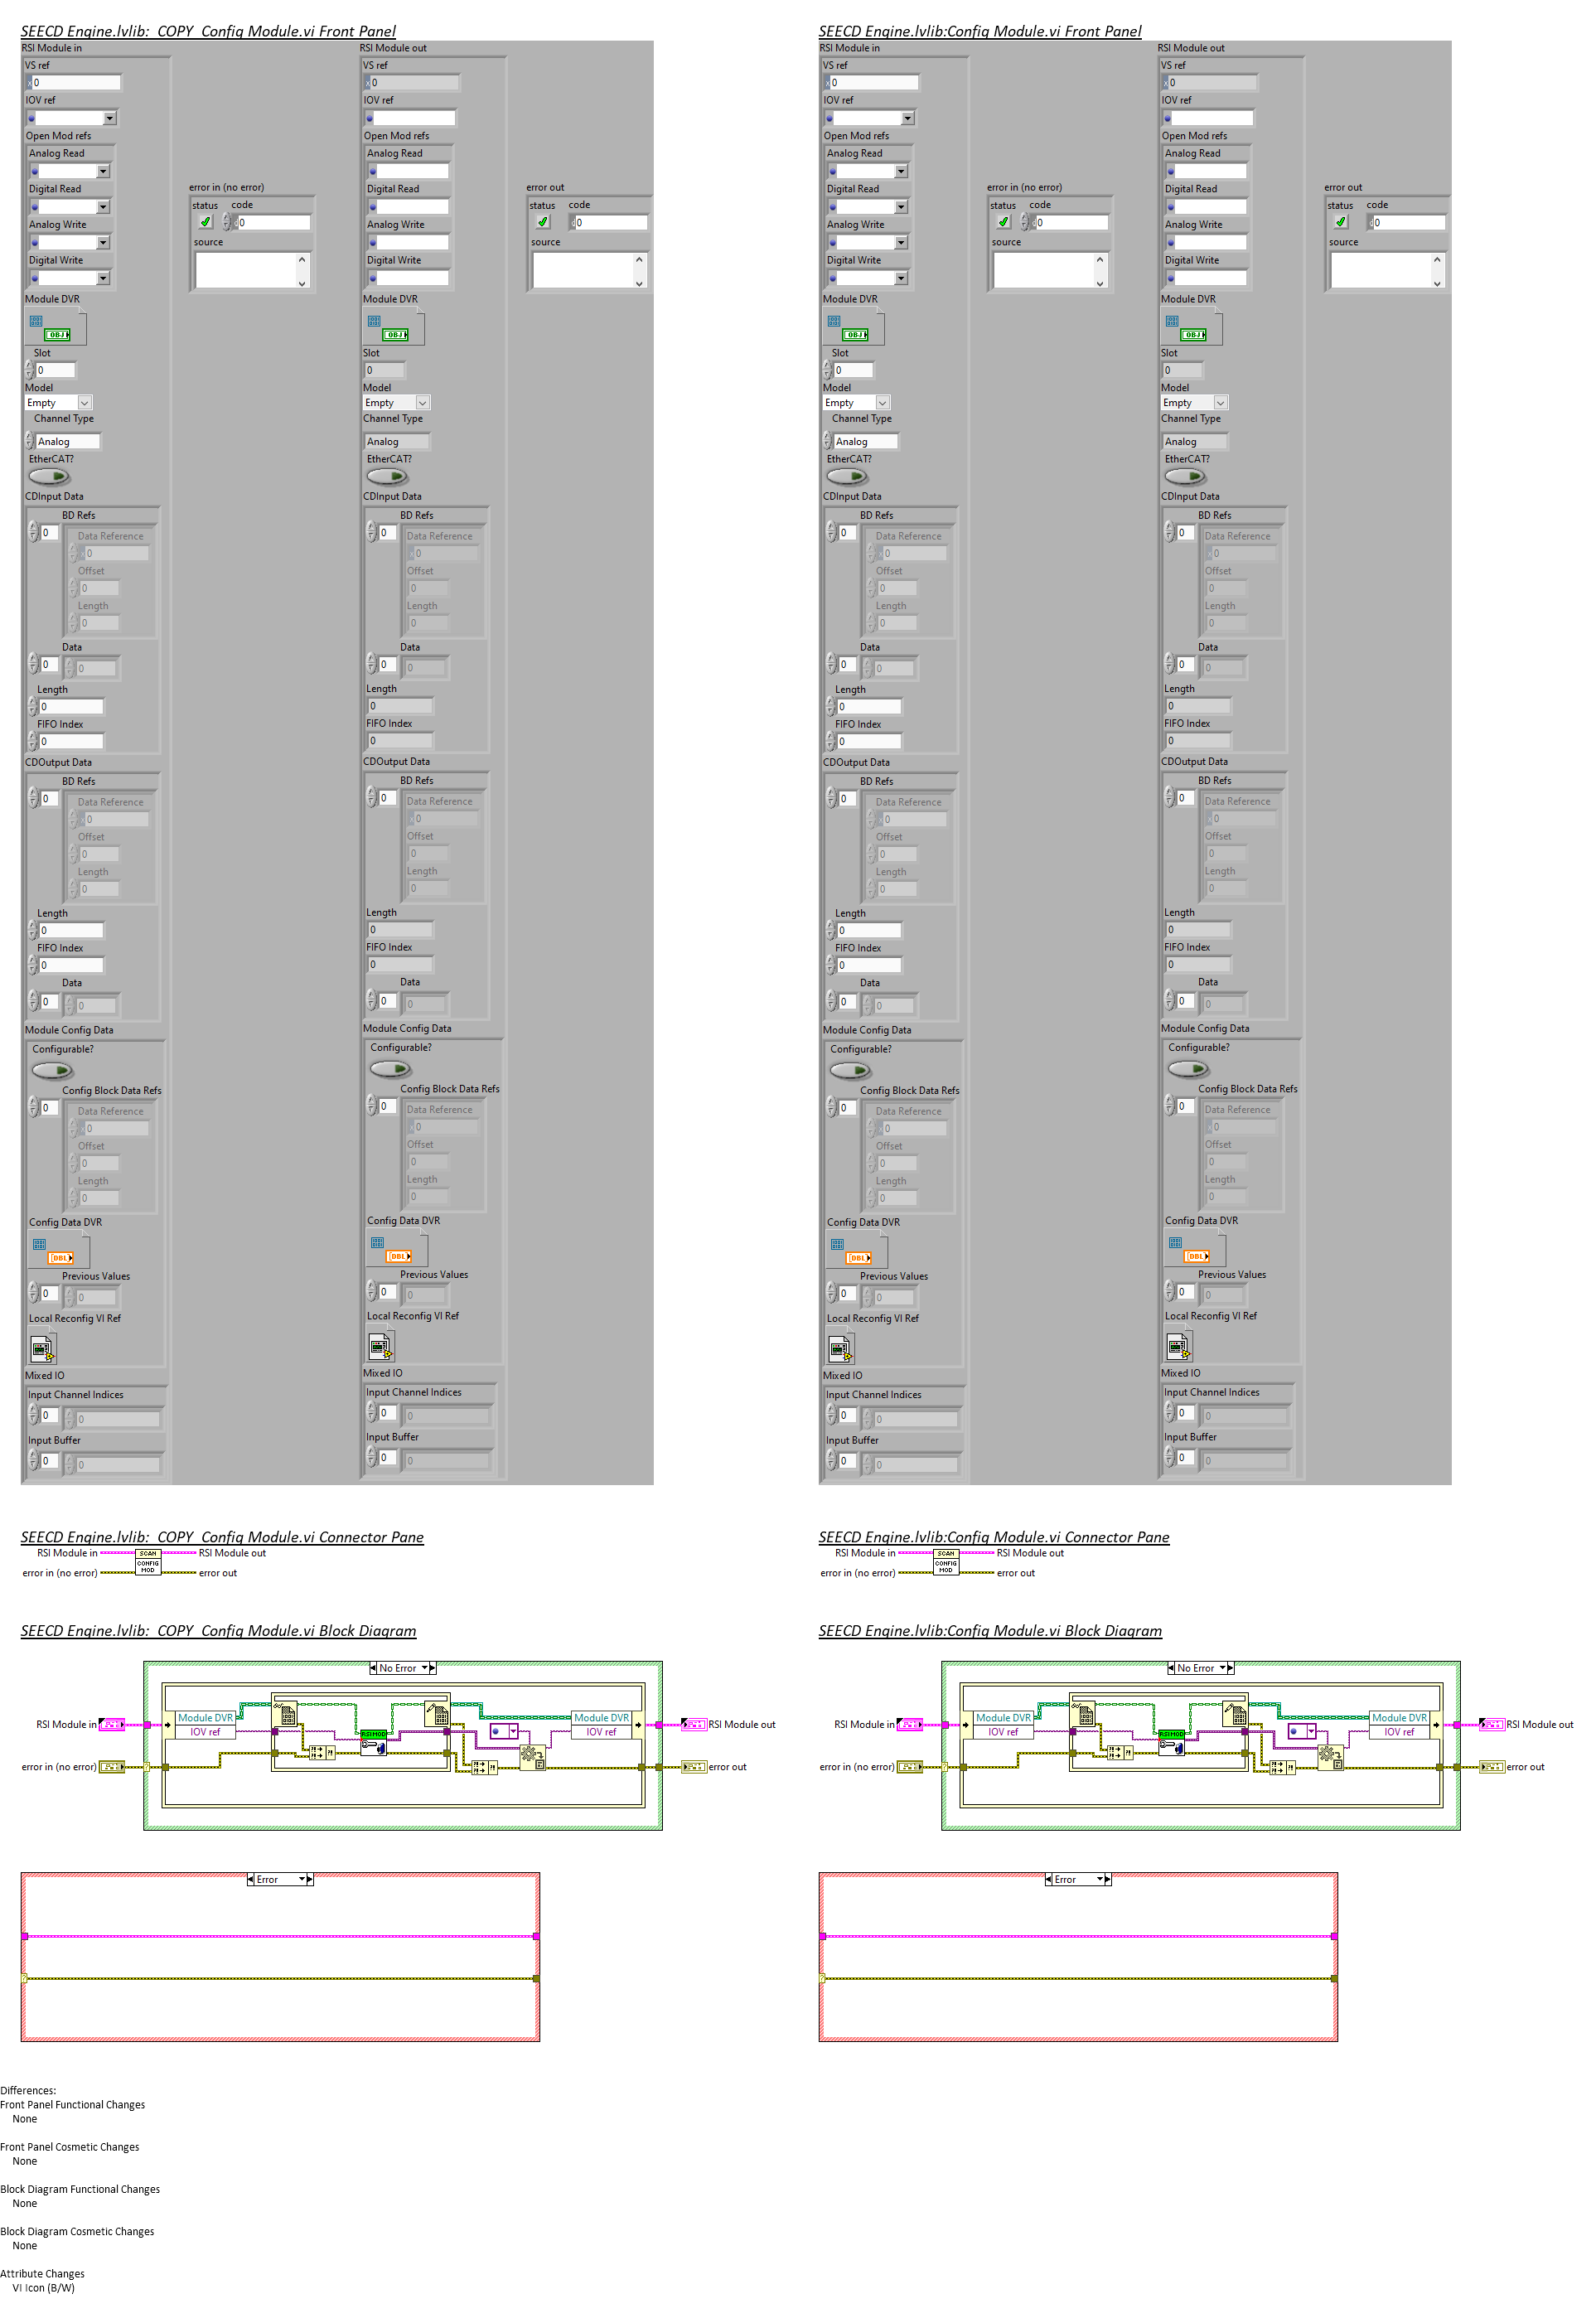 SEECD Engine.lvlib:_COPY_Config Module.vi Front Panel
RSI Module in
VS ref
0
IOV ref
Open Mod refs
Analog Read
Digital Read
Analog Write
Digital Write
Module DVR
OBJ
Slot
0
Model
Empty
Channel Type
Analog
EtherCAT?
CDInput Data
BD Refs
0
Data Reference
x 0
Offset
0
Length
0
Data
0 0
Length
0
FIFO Index
0
CDOutput Data
BD Refs
0
Data Reference
x 0
Offset
0
Length
0
Length
0
FIFO Index
0
Data
0 0
Module Config Data
Configurable?
Config Block Data Refs
0
Data Reference
x 0
Offset
0
Length
0
Config Data DVR
[DBL]
Previous Values
0 0
Local Reconfig VI Ref
Mixed IO
Input Channel Indices
0 0
Input Buffer
0 0
error in (no error)
status code
0
source
RSI Module out
VS ref
0
IOV ref
Open Mod refs
Analog Read
Digital Read
Analog Write
Digital Write
Module DVR
OBJ
Slot
0
Model
Empty
Channel Type
Analog
EtherCAT?
CDInput Data
BD Refs
0
Data Reference
x 0
Offset
0
Length
0
Data
0 0
Length
0
FIFO Index
0
CDOutput Data
BD Refs
0
Data Reference
x 0
Offset
0
Length
0
Length
0
FIFO Index
0
Data
0 0
Module Config Data
Configurable?
Config Block Data Refs
0
Data Reference
x 0
Offset
0
Length
0
Config Data DVR
[DBL]
Previous Values
0 0
Local Reconfig VI Ref
Mixed IO
Input Channel Indices
0 0
Input Buffer
0 0
error out
status code
0
source
SEECD Engine.lvlib:Config Module.vi Front Panel
RSI Module in
VS ref
0
IOV ref
Open Mod refs
Analog Read
Digital Read
Analog Write
Digital Write
Module DVR
OBJ
Slot
0
Model
Empty
Channel Type
Analog
EtherCAT?
CDInput Data
BD Refs
0
Data Reference
x 0
Offset
0
Length
0
Data
0 0
Length
0
FIFO Index
0
CDOutput Data
BD Refs
0
Data Reference
x 0
Offset
0
Length
0
Length
0
FIFO Index
0
Data
0 0
Module Config Data
Configurable?
Config Block Data Refs
0
Data Reference
x 0
Offset
0
Length
0
Config Data DVR
[DBL]
Previous Values
0 0
Local Reconfig VI Ref
Mixed IO
Input Channel Indices
0 0
Input Buffer
0 0
error in (no error)
status code
0
source
RSI Module out
VS ref
0
IOV ref
Open Mod refs
Analog Read
Digital Read
Analog Write
Digital Write
Module DVR
OBJ
Slot
0
Model
Empty
Channel Type
Analog
EtherCAT?
CDInput Data
BD Refs
0
Data Reference
x 0
Offset
0
Length
0
Data
0 0
Length
0
FIFO Index
0
CDOutput Data
BD Refs
0
Data Reference
x 0
Offset
0
Length
0
Length
0
FIFO Index
0
Data
0 0
Module Config Data
Configurable?
Config Block Data Refs
0
Data Reference
x 0
Offset
0
Length
0
Config Data DVR
[DBL]
Previous Values
0 0
Local Reconfig VI Ref
Mixed IO
Input Channel Indices
0 0
Input Buffer
0 0
error out
status code
0
source
SEECD Engine.lvlib:_COPY_Config Module.vi Connector Pane
RSI Module in SCAN RSI Module out
CONFIG
MOD
error in (no error) error out
SEECD Engine.lvlib:Config Module.vi Connector Pane
RSI Module in SCAN RSI Module out
CONFIG
MOD
error in (no error) error out
SEECD Engine.lvlib:_COPY_Config Module.vi Block Diagram
No Error
RSI Module in Module DVR RSI MOD Module DVR RSI Module out
IOV ref IOV ref
error in (no error) error out
Error
SEECD Engine.lvlib:Config Module.vi Block Diagram
No Error
RSI Module in Module DVR RSI MOD Module DVR RSI Module out
IOV ref IOV ref
error in (no error) error out
Error
Differences:
Front Panel Functional Changes
None
Front Panel Cosmetic Changes
None
Block Diagram Functional Changes
None
Block Diagram Cosmetic Changes
None
Attribute Changes
VI Icon (B/W)